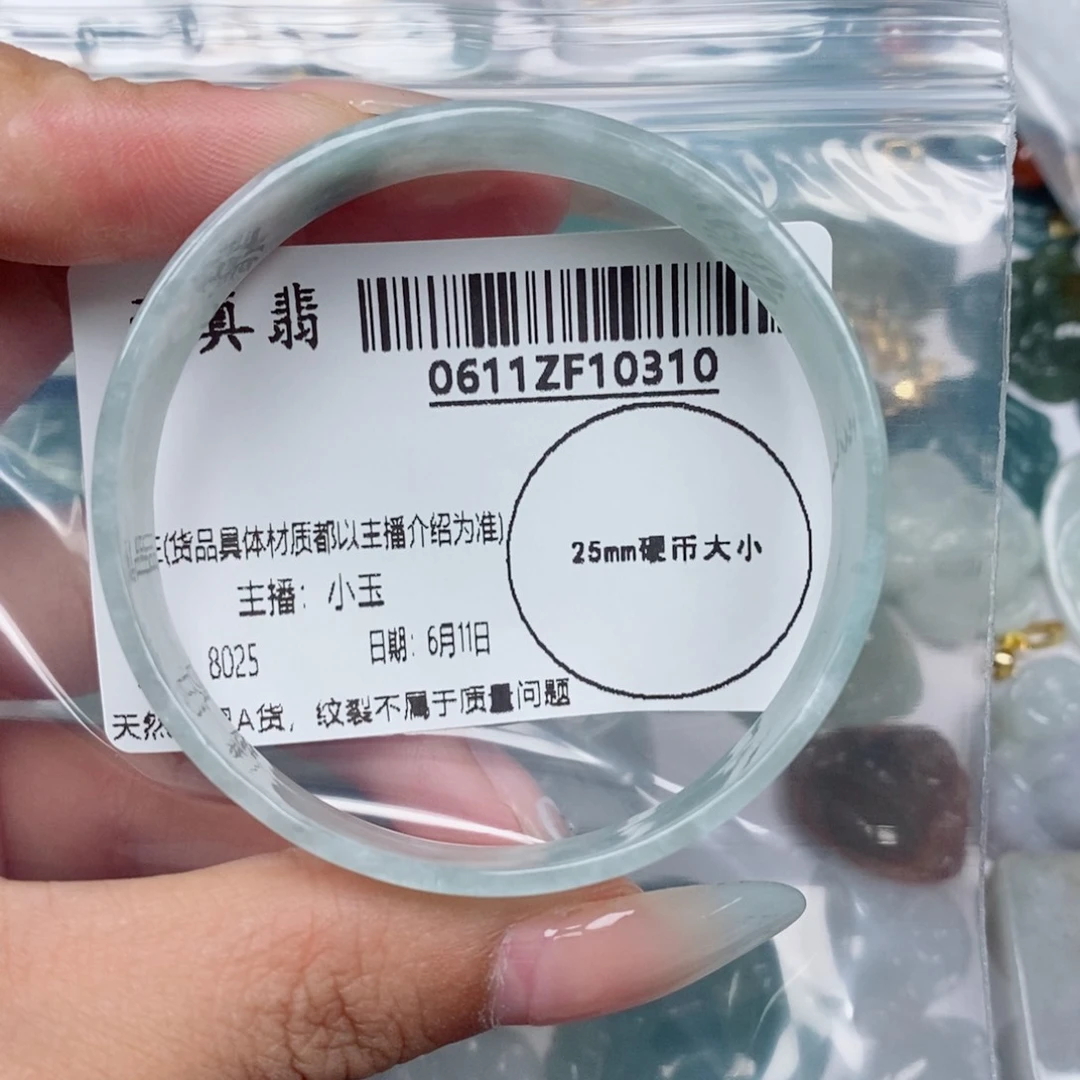 真翡
0611ZF10310
(货品具体材质都以主播介绍为准)
25mm硬币大小
主播：小玉
8025 日期：6月11日
天然 A货，纹裂不属于质量问题